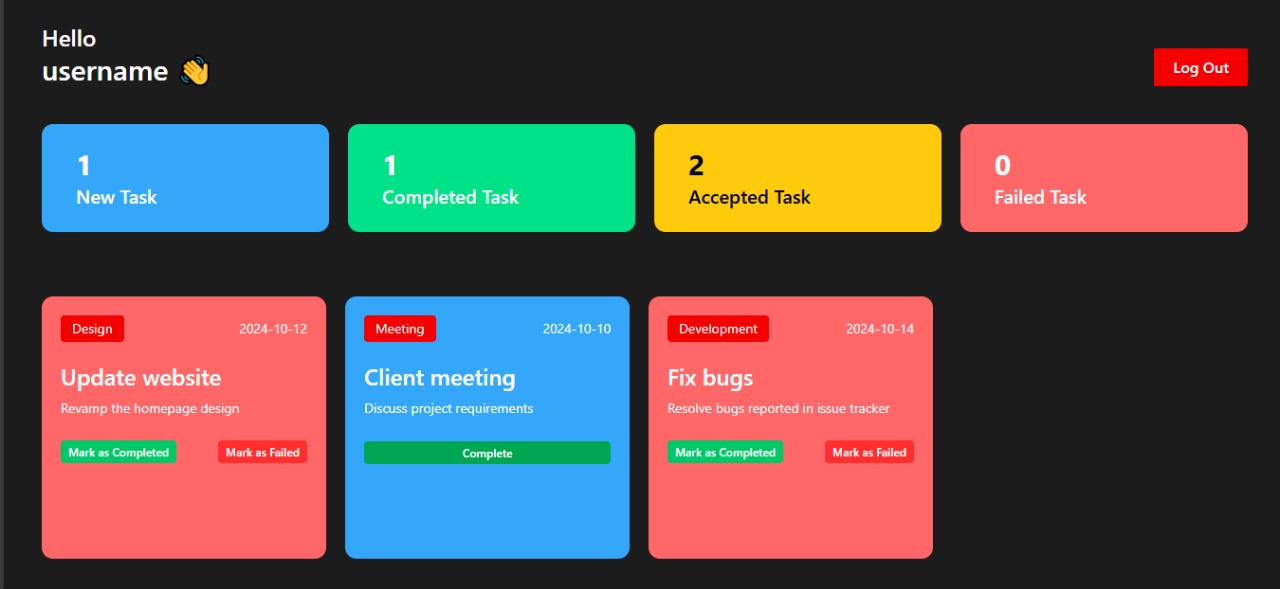 Hello
username 👋
Log Out
1
New Task
1
Completed Task
2
Accepted Task
0
Failed Task
Design
2024-10-12
Update website
Revamp the homepage design
Mark as Completed
Mark as Failed
Meeting
2024-10-10
Client meeting
Discuss project requirements
Complete
Development
2024-10-14
Fix bugs
Resolve bugs reported in issue tracker
Mark as Completed
Mark as Failed